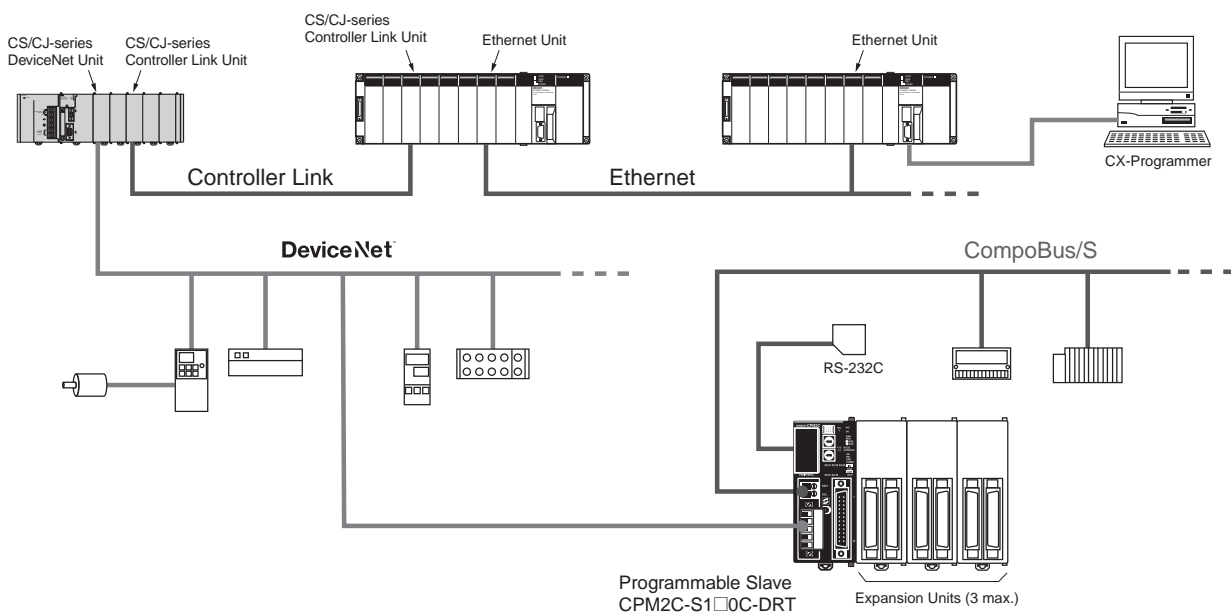 CS/CJ-series
DeviceNet Unit
CS/CJ-series
Controller Link Unit
CS/CJ-series
Controller Link Unit
Ethernet Unit
Ethernet Unit
CX-Programmer
Controller Link
Ethernet
DeviceNet
CompoBus/S
RS-232C
Programmable Slave
CPM2C-S1□0C-DRT
Expansion Units (3 max.)